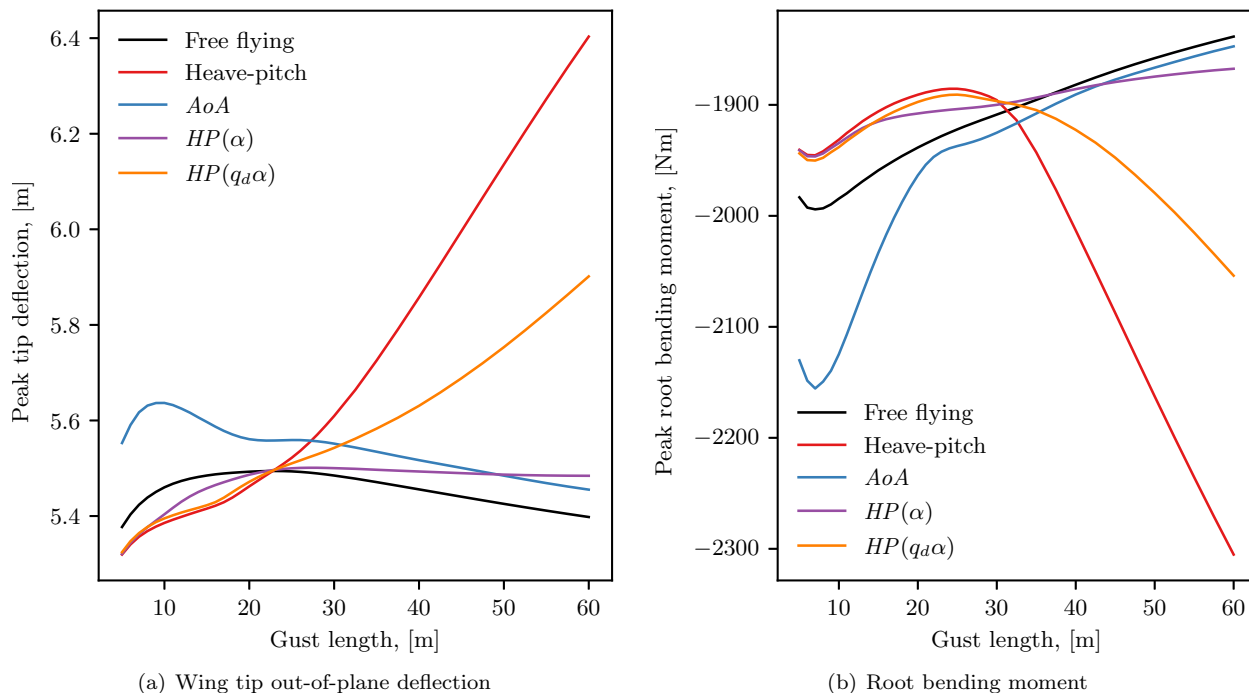 6.4
6.2
6.0
5.8
5.6
5.4
Peak tip deflection, [m]
Free flying
Heave-pitch
AoA
HP(α)
HP(q_dα)
10 20 30 40 50 60
Gust length, [m]
(a) Wing tip out-of-plane deflection
−1900
−2000
−2100
−2200
−2300
Peak root bending moment, [Nm]
Free flying
Heave-pitch
AoA
HP(α)
HP(q_dα)
10 20 30 40 50 60
Gust length, [m]
(b) Root bending moment